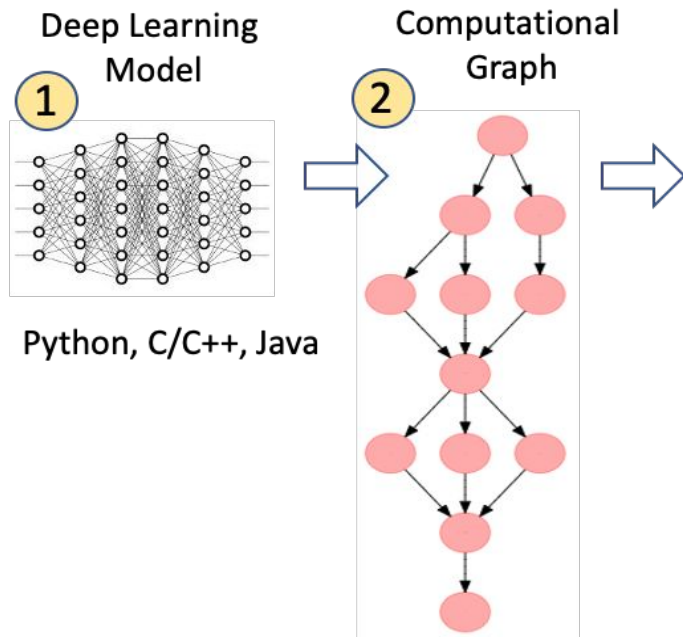 Deep Learning
Model
1
Python, C/C++, Java
Computational
Graph
2